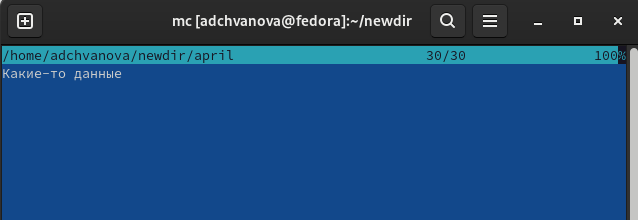 mc [adchvanova@fedora]:~/newdir
/home/adchvanova/newdir/april 30/30 100%
Какие-то данные